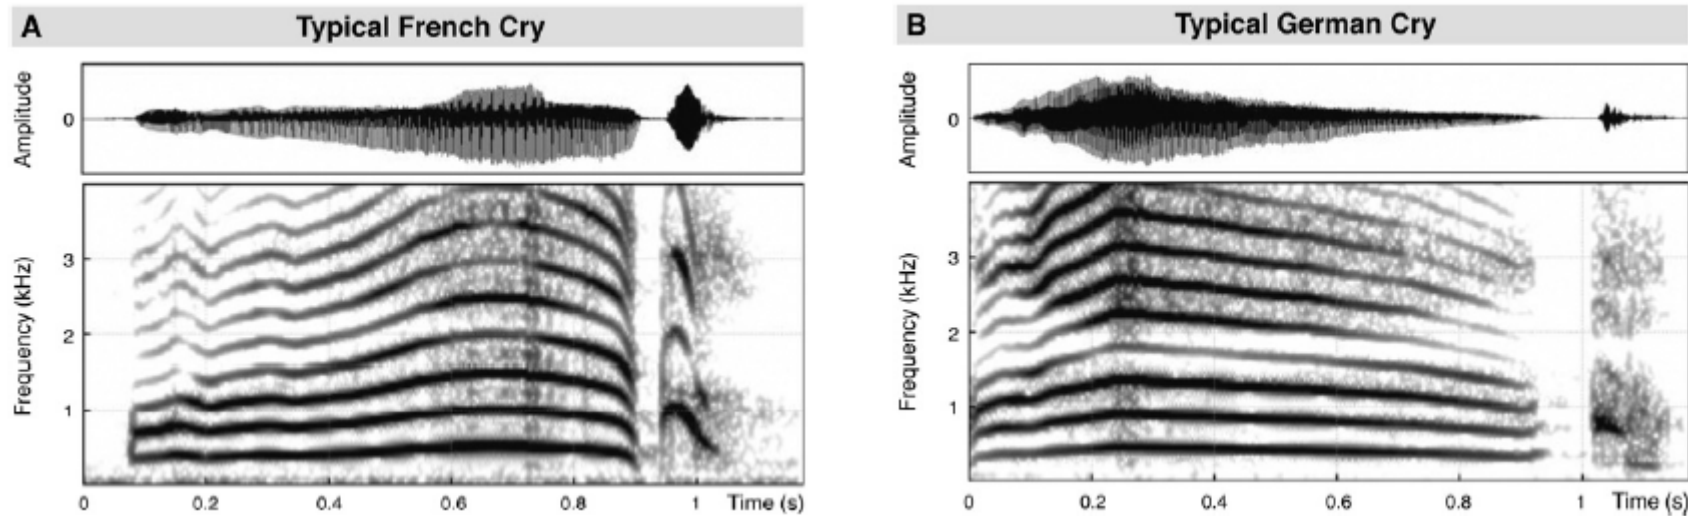 A Typical French Cry
Amplitude
0
Frequency (kHz)
3
2
1
0 0.2 0.4 0.6 0.8 1 Time (s)
B Typical German Cry
Amplitude
0
Frequency (kHz)
3
2
1
0 0.2 0.4 0.6 0.8 1 Time (s)